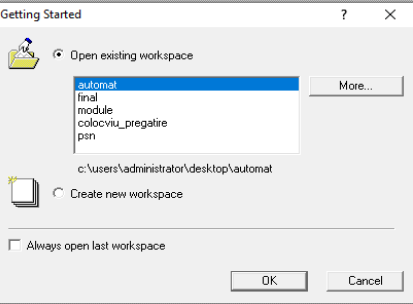 Getting Started
?
Open existing workspace
automat
final
module
colocviu_pregatire
psn
More...
c:\users\administrator\desktop\automat
Create new workspace
Always open last workspace
OK
Cancel